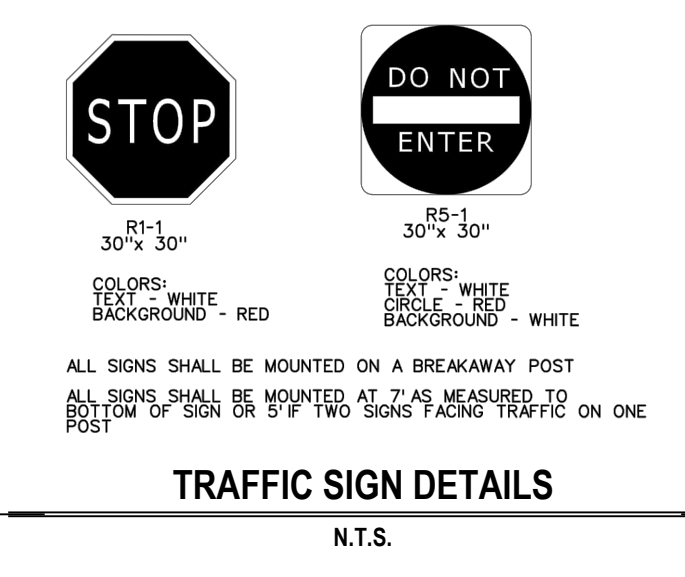 STOP
DO NOT
ENTER
R1-1
30"x 30"
R5-1
30"x 30"
COLORS:
TEXT - WHITE
BACKGROUND - RED
COLORS:
TEXT - WHITE
CIRCLE - RED
BACKGROUND - WHITE
ALL SIGNS SHALL BE MOUNTED ON A BREAKAWAY POST
ALL SIGNS SHALL BE MOUNTED AT 7' AS MEASURED TO
BOTTOM OF SIGN OR 5' IF TWO SIGNS FACING TRAFFIC ON ONE
POST
TRAFFIC SIGN DETAILS
N.T.S.